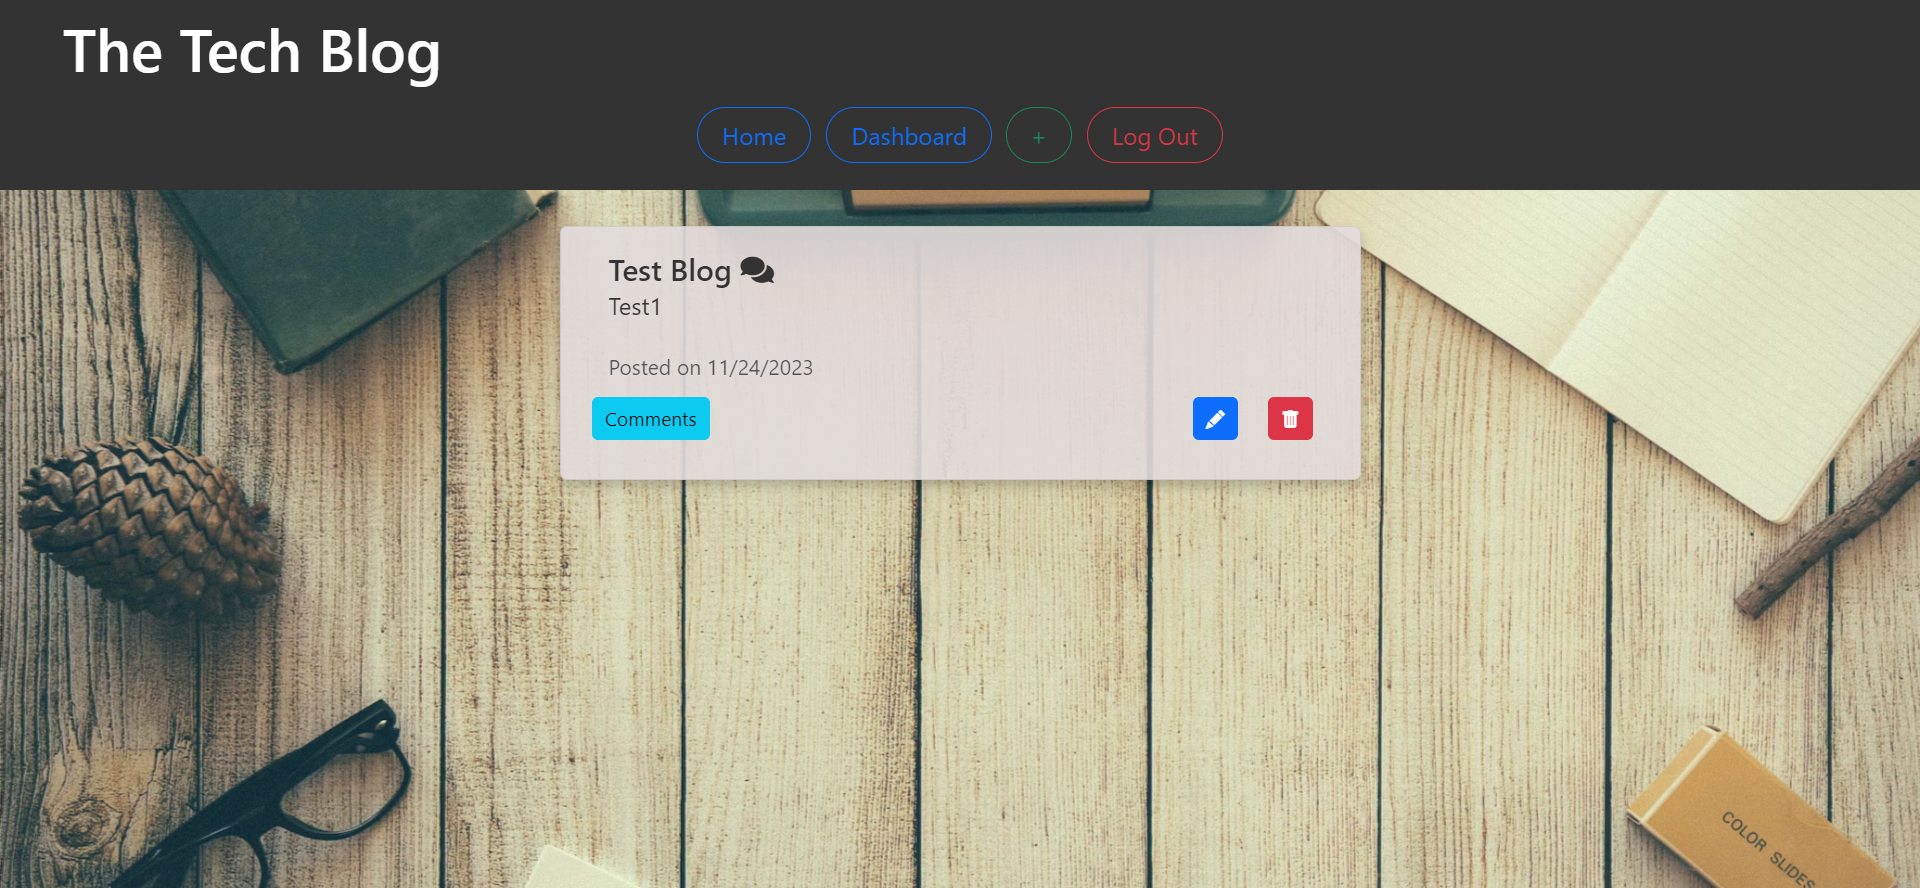 The Tech Blog
Home Dashboard + Log Out
Test Blog
Test1
Posted on 11/24/2023
Comments
COLOR SLIDES